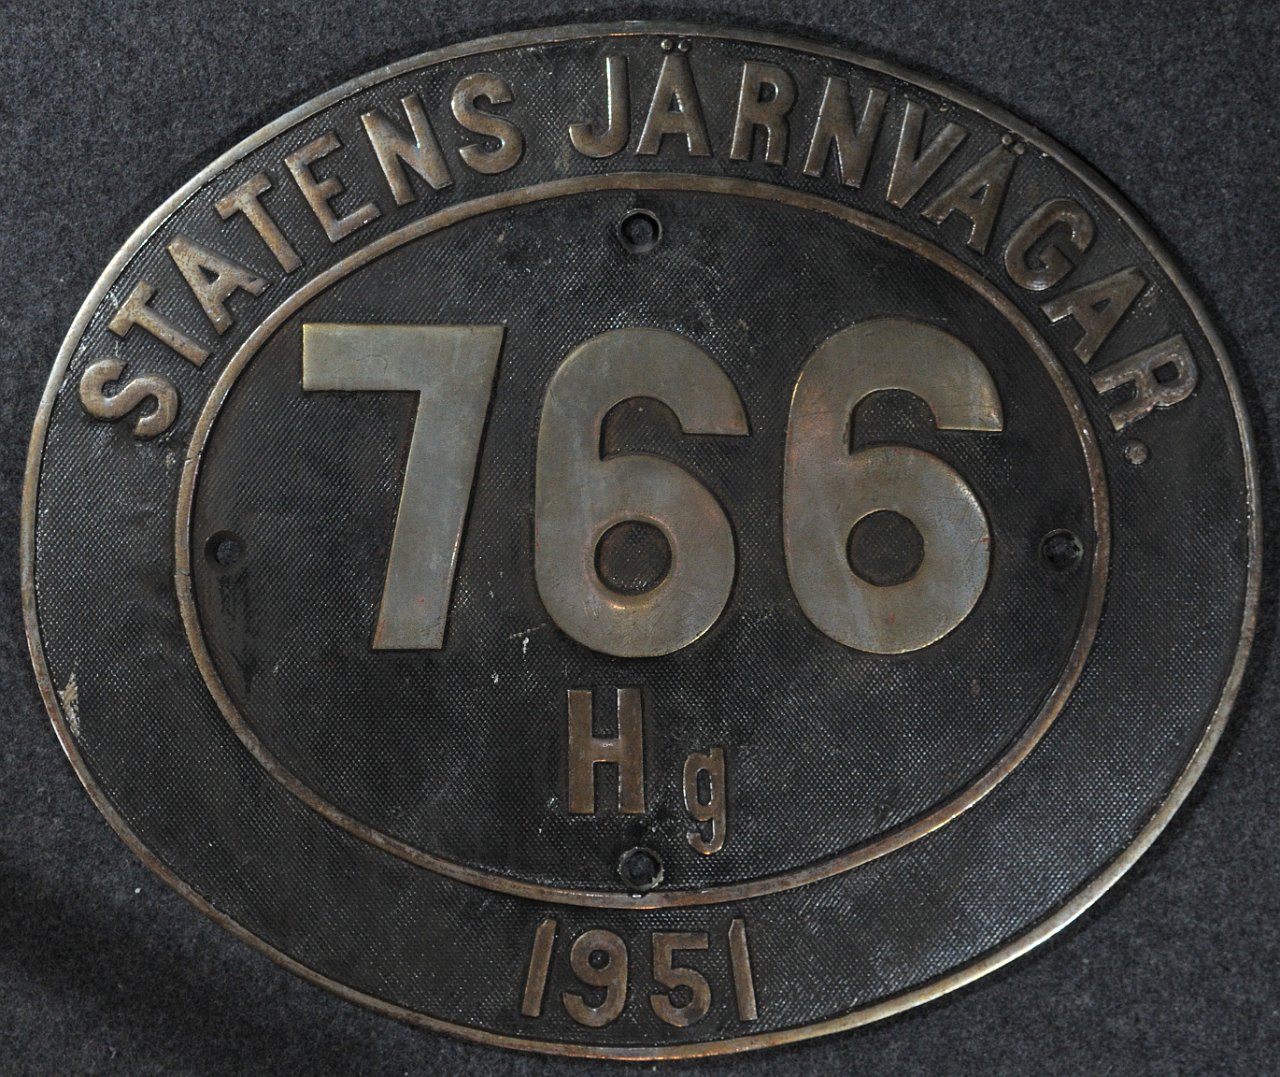 STATENS JÄRNVÄGAR.
766
Hg
1951